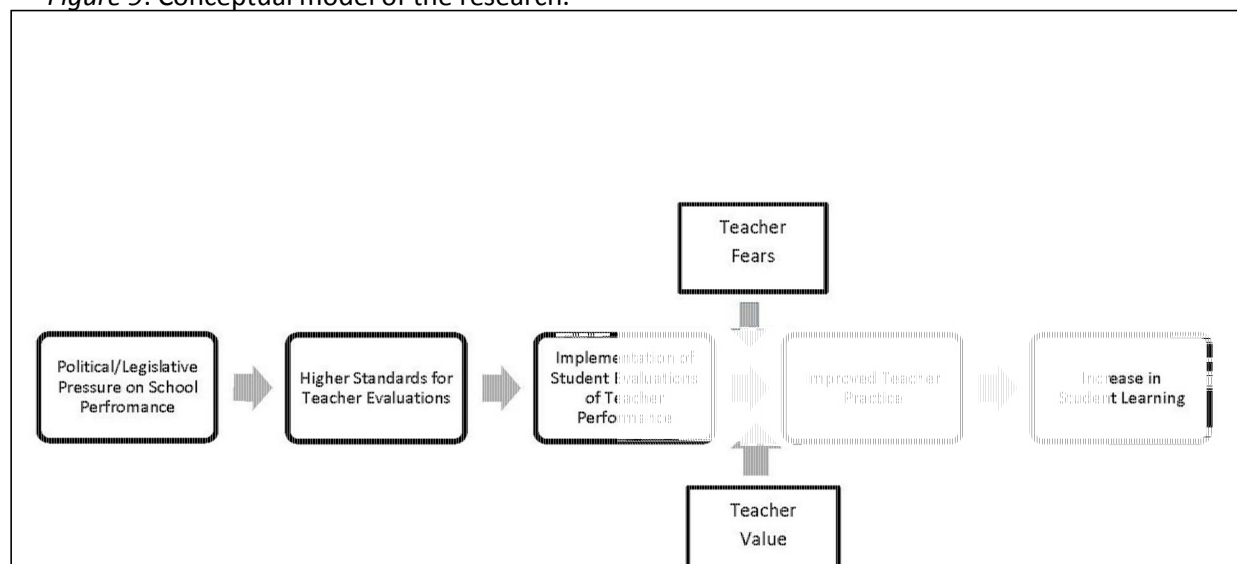 Figure 9. Conceptual model of the research.
Teacher
Fears
Political/Legislative
Pressure on School
Perfromance
Higher Standards for
Teacher Evaluations
Implementation of
Student Evaluations
of Teacher
Performance
Improved Teacher
Practice
Increase in
Student Learning
Teacher
Value